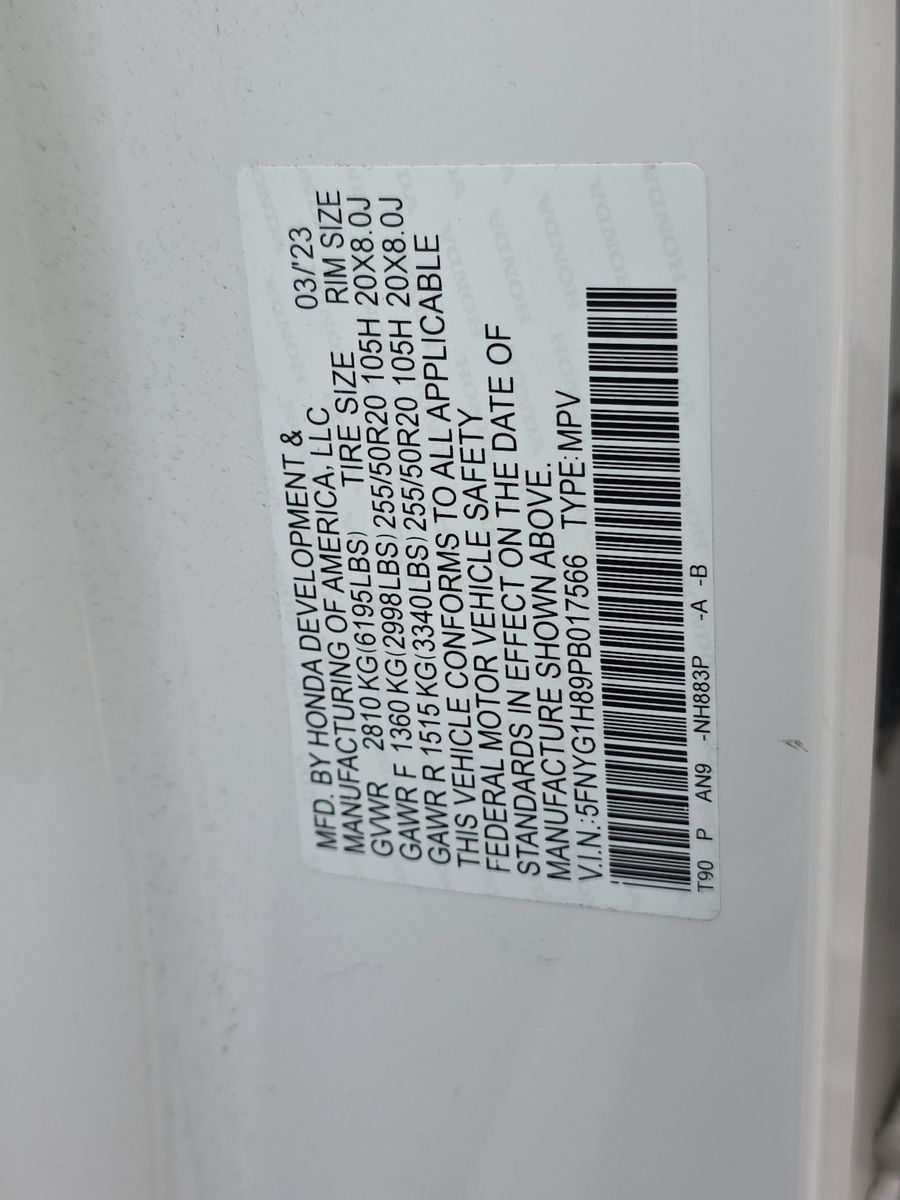 MFD. BY HONDA DEVELOPMENT & 03/'23
MANUFACTURING OF AMERICA, LLC
GVWR 2810 KG(6195LBS) TIRE SIZE RIM SIZE
GAWR F 1360 KG(2998LBS) 255/50R20 105H 20X8.0J
GAWR R 1515 KG(3340LBS) 255/50R20 105H 20X8.0J
THIS VEHICLE CONFORMS TO ALL APPLICABLE
FEDERAL MOTOR VEHICLE SAFETY
STANDARDS IN EFFECT ON THE DATE OF
MANUFACTURE SHOWN ABOVE.
V.I.N.:5FNYG1H89PB017566 TYPE:MPV
T90 P AN9 -NH883P -A -B